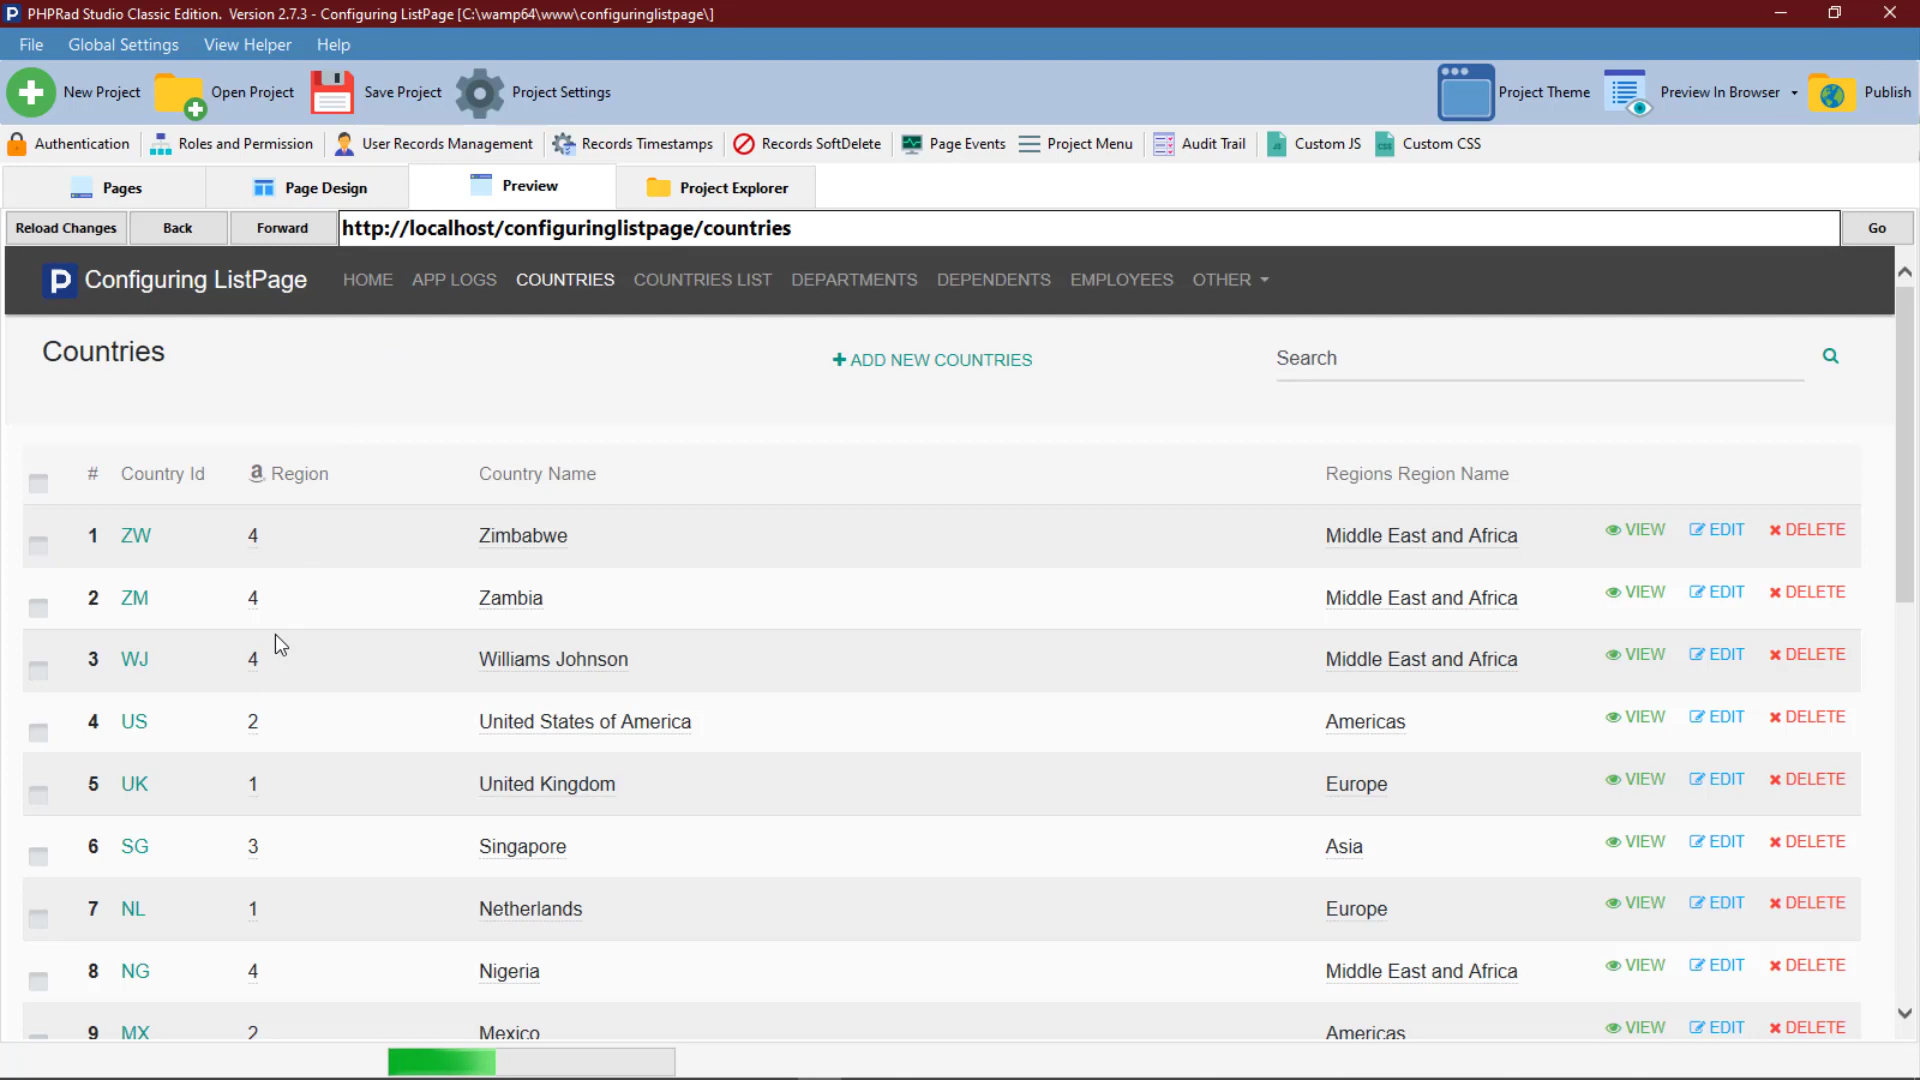 PHPRad Studio Classic Edition. Version 2.7.3 - Configuring ListPage [C:\wamp64\www\configuringlistpage\]
File Global Settings View Helper Help
New Project Open Project Save Project Project Settings Project Theme Preview In Browser Publish
Authentication Roles and Permission User Records Management Records Timestamps Records SoftDelete Page Events Project Menu Audit Trail Custom JS Custom CSS
Pages Page Design Preview Project Explorer
Reload Changes Back Forward http://localhost/configuringlistpage/countries Go
Configuring ListPage HOME APP LOGS COUNTRIES COUNTRIES LIST DEPARTMENTS DEPENDENTS EMPLOYEES OTHER
Countries ADD NEW COUNTRIES Search
# Country Id Region Country Name Regions Region Name
1 ZW 4 Zimbabwe Middle East and Africa VIEW EDIT DELETE
2 ZM 4 Zambia Middle East and Africa VIEW EDIT DELETE
3 WJ 4 Williams Johnson Middle East and Africa VIEW EDIT DELETE
4 US 2 United States of America Americas VIEW EDIT DELETE
5 UK 1 United Kingdom Europe VIEW EDIT DELETE
6 SG 3 Singapore Asia VIEW EDIT DELETE
7 NL 1 Netherlands Europe VIEW EDIT DELETE
8 NG 4 Nigeria Middle East and Africa VIEW EDIT DELETE
9 MX 2 Mexico Americas VIEW EDIT DELETE